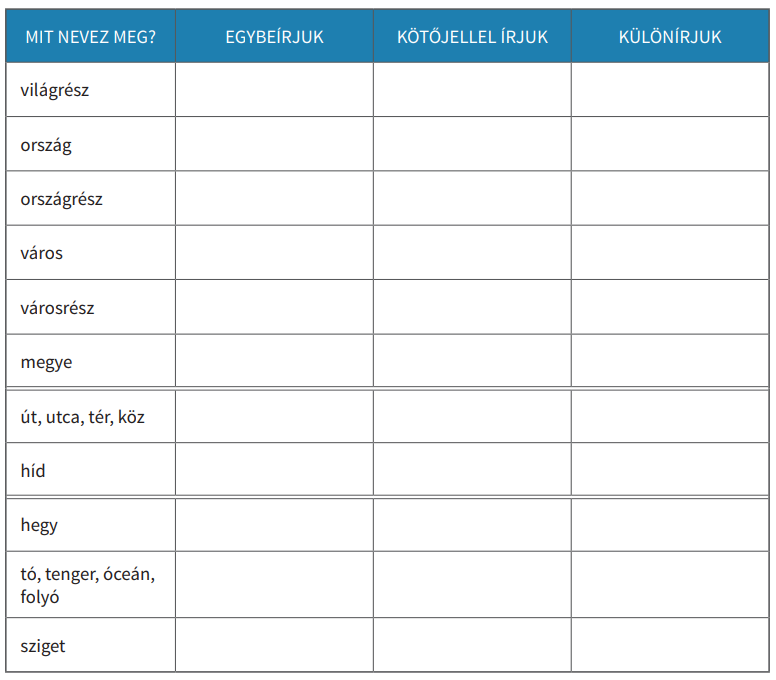 MIT NEVEZ MEG?
EGYBEÍRJUK
KÖTŐJELLEL ÍRJUK
KÜLÖNÍRJUK
világrész
ország
országrész
város
városrész
megye
út, utca, tér, köz
híd
hegy
tó, tenger, óceán,
folyó
sziget